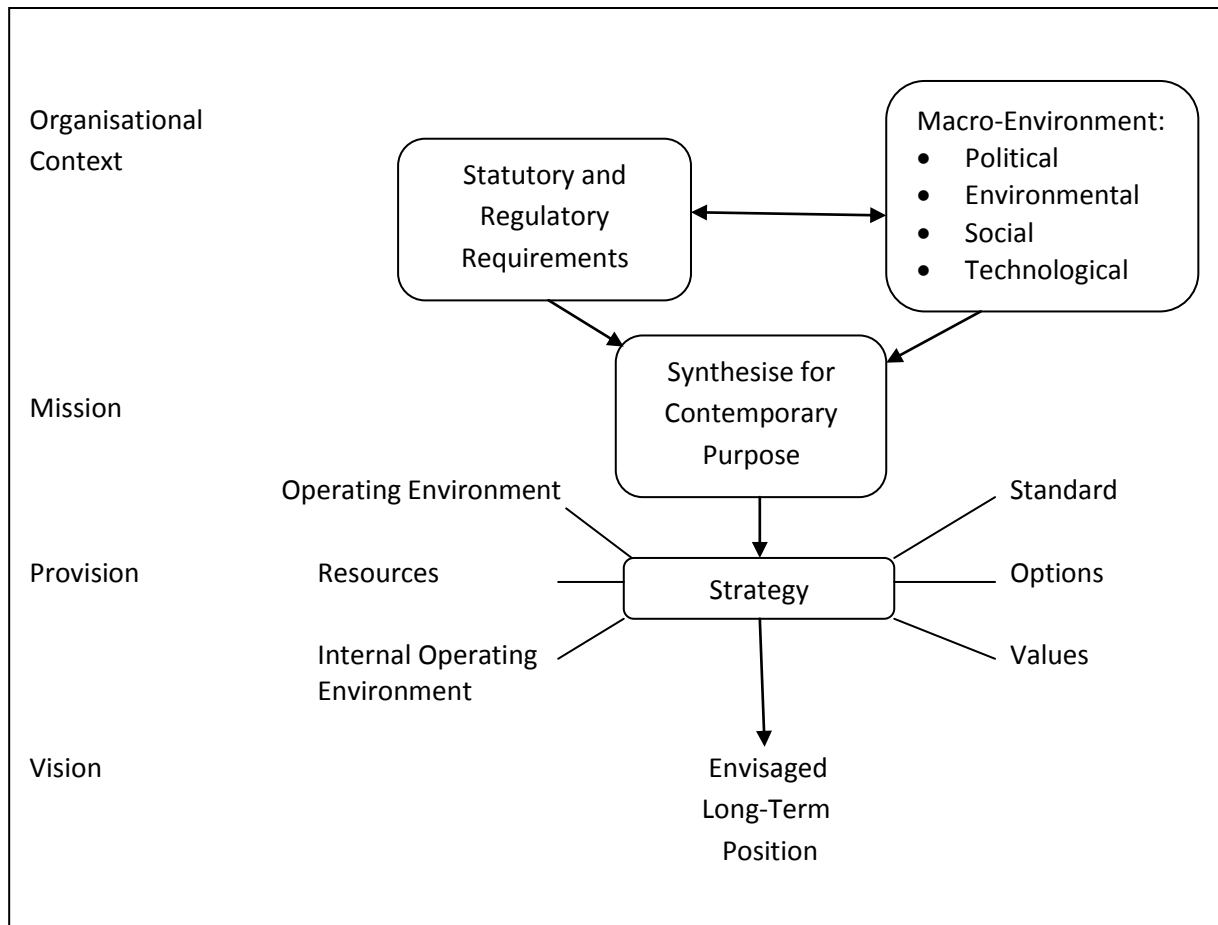 Organisational
Context
Statutory and
Regulatory
Requirements
Macro-Environment:
• Political
• Environmental
• Social
• Technological
Mission
Synthesise for
Contemporary
Purpose
Operating Environment
Standard
Provision
Resources
Strategy
Options
Internal Operating
Environment
Values
Vision
Envisaged
Long-Term
Position